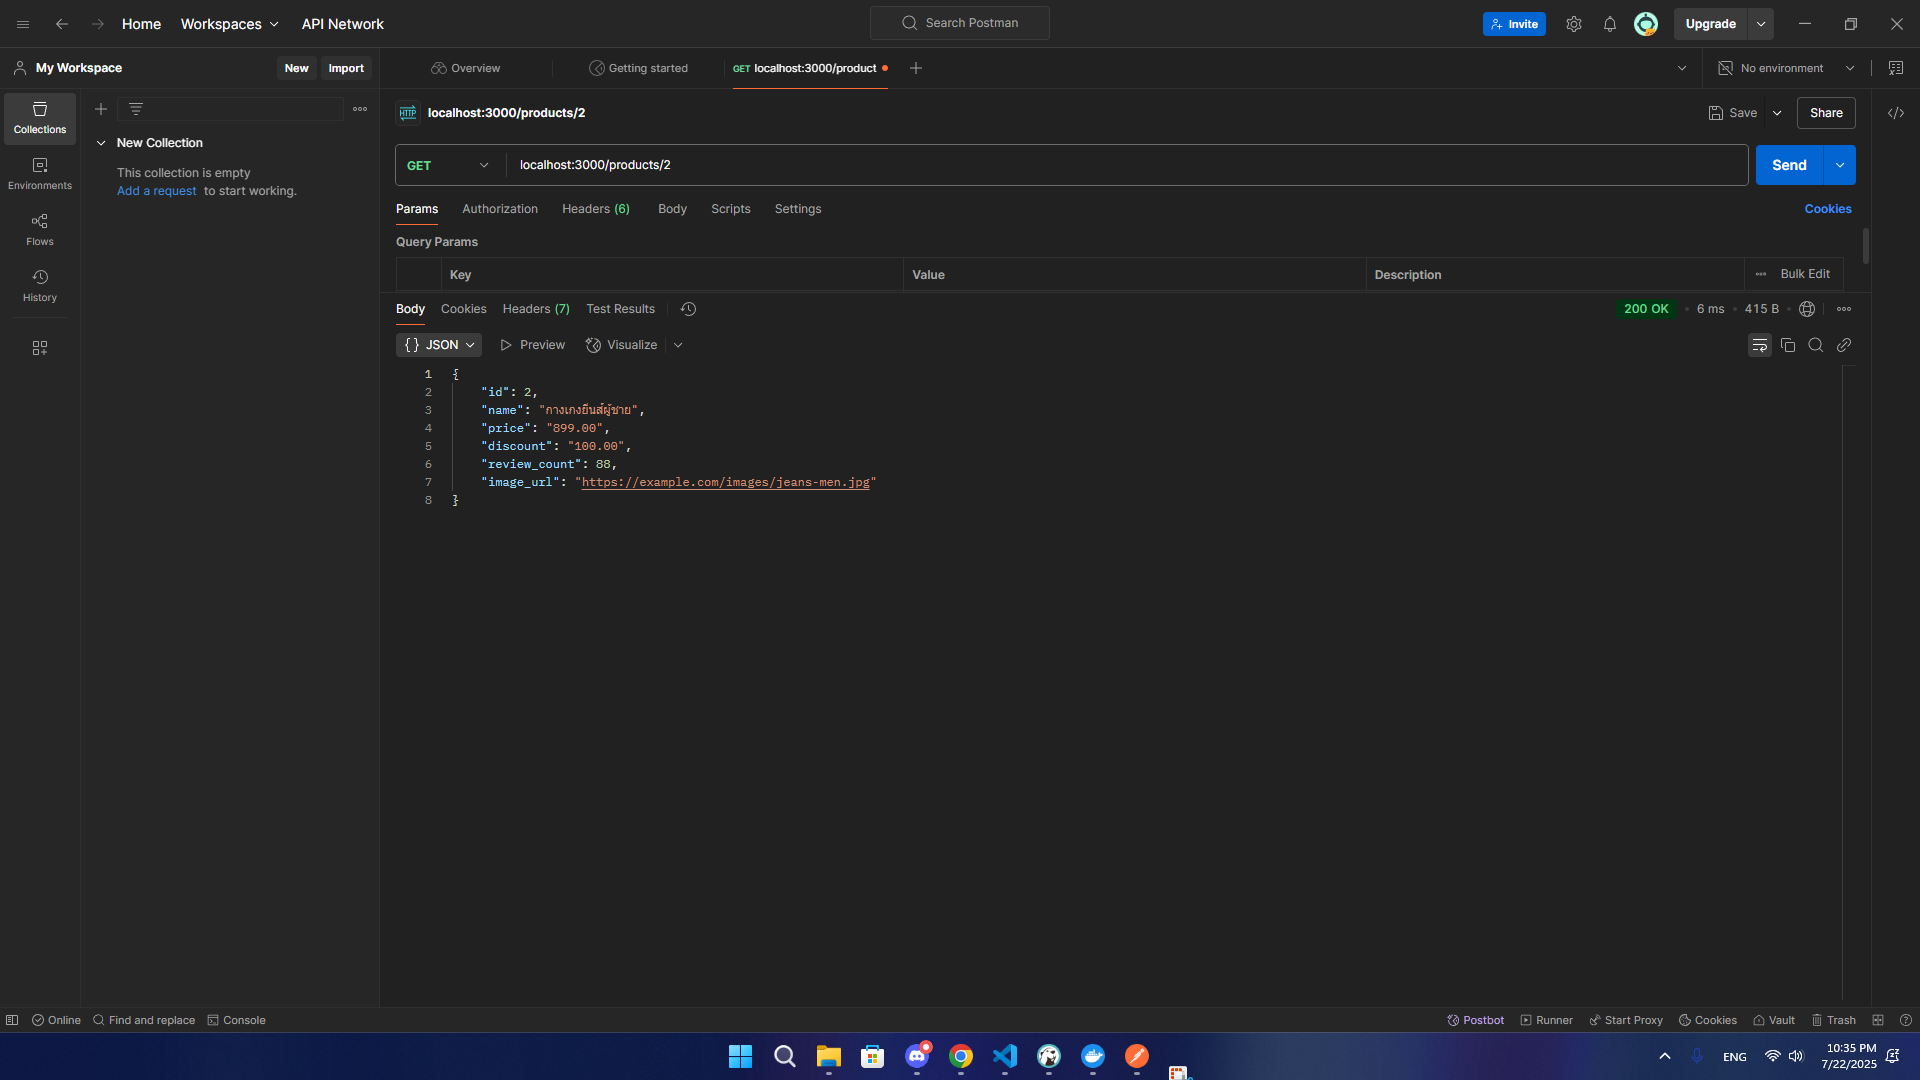 Home
Workspaces
API Network
Search Postman
Invite
Upgrade
My Workspace
New
Import
Overview
Getting started
GET localhost:3000/product
No environment
Collections
Environments
Flows
History
New Collection
This collection is empty
Add a request to start working.
HTTP localhost:3000/products/2
Save
Share
GET
localhost:3000/products/2
Send
Params
Authorization
Headers (6)
Body
Scripts
Settings
Cookies
Query Params
Key
Value
Description
Bulk Edit
Body
Cookies
Headers (7)
Test Results
200 OK
6 ms
415 B
{} JSON
Preview
Visualize
1 {
2 "id": 2,
3 "name": "กางเกงยีนส์ผู้ชาย",
4 "price": "899.00",
5 "discount": "100.00",
6 "review_count": 88,
7 "image_url": "https://example.com/images/jeans-men.jpg"
8 }
Online
Find and replace
Console
Postbot
Runner
Start Proxy
Cookies
Vault
Trash
ENG
10:35 PM
7/22/2025